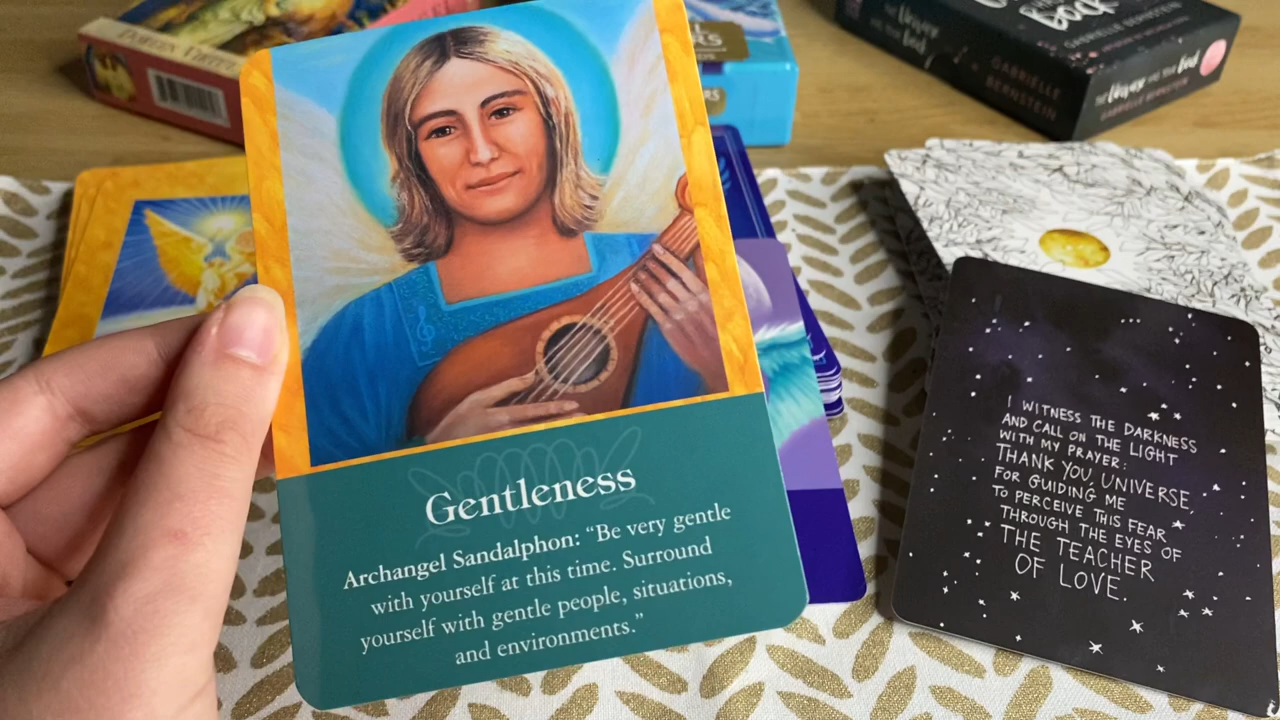 DOREEN VIRTUE
GABRIELLE
BERNSTEIN
Gentleness
Archangel Sandalphon: “Be very gentle
with yourself at this time. Surround
yourself with gentle people, situations,
and environments.”
I WITNESS THE DARKNESS
AND CALL ON THE LIGHT
WITH MY PRAYER:
THANK YOU, UNIVERSE,
FOR GUIDING ME
TO PERCEIVE THIS FEAR
THROUGH THE EYES OF
THE TEACHER
OF LOVE.